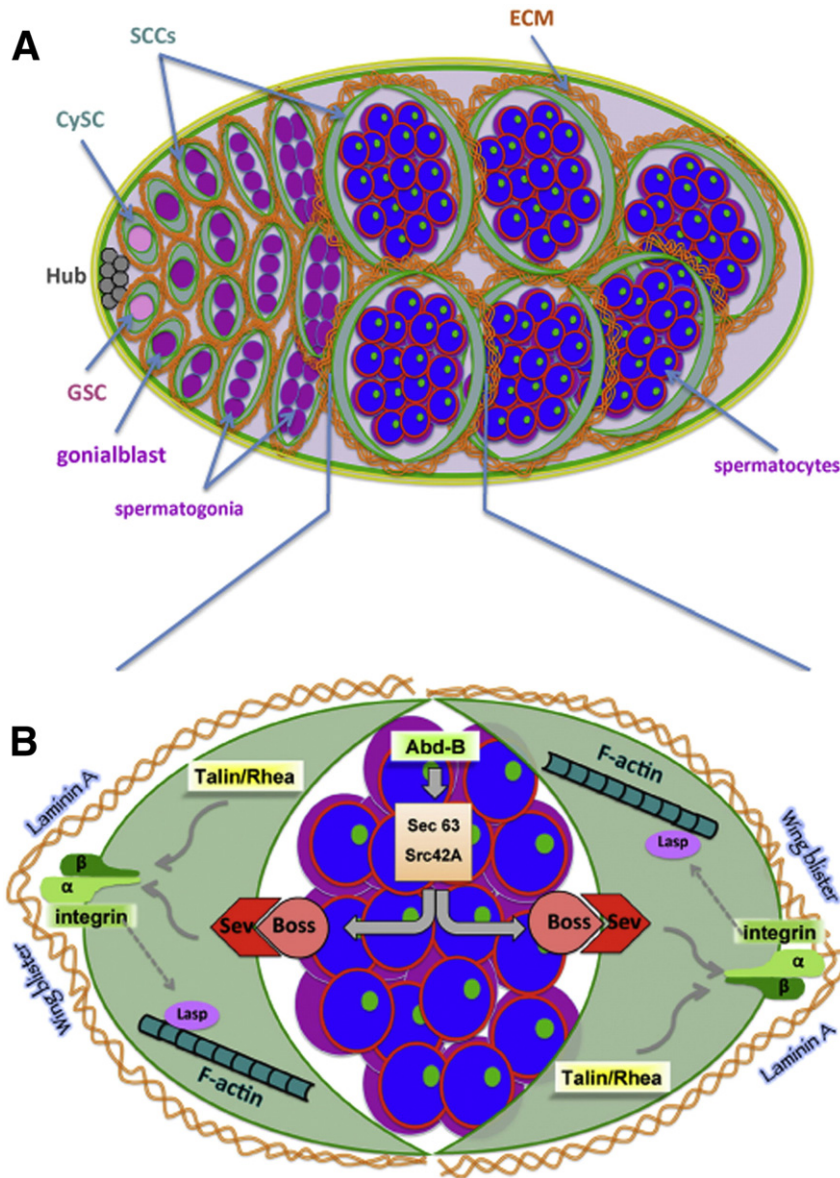 A
SCCs
ECM
CySC
Hub
GSC
gonialblast
spermatogonia
spermatocytes
B
Abd-B
Talin/Rhea
F-actin
Laminin A
Sec 63
Src42A
Lasp
Wing blister
β
α
integrin
Sev
Boss
Boss
Sev
integrin
α
β
Wing blister
Lasp
F-actin
Talin/Rhea
Laminin A